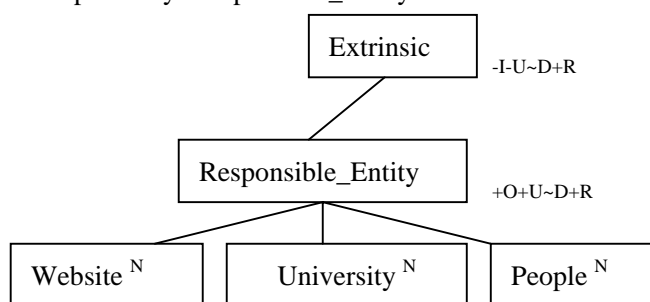 Extrinsic
-I-U~D+R
Responsible_Entity
+O+U~D+R
Website N
University N
People N